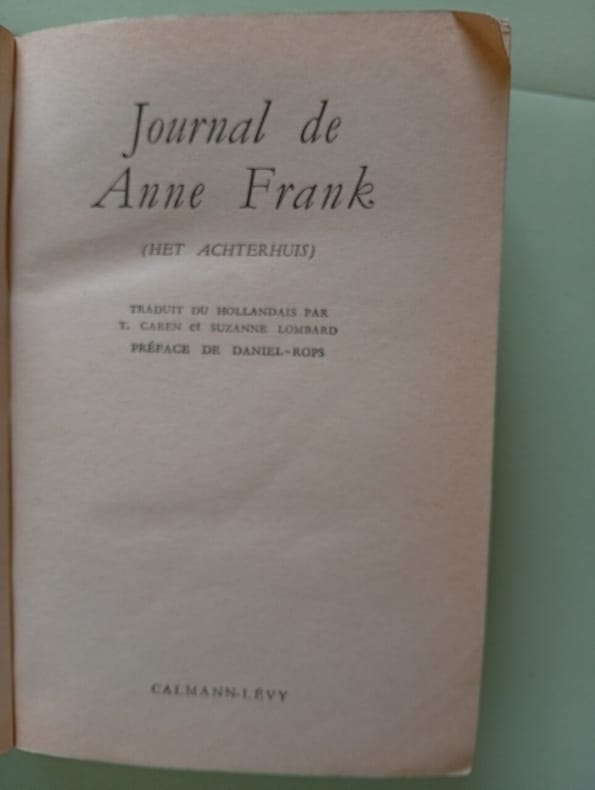 Journal de
Anne Frank
(HET ACHTERHUIS)
TRADUIT DU HOLLANDAIS PAR
T. CAREN et SUZANNE LOMBARD
PRÉFACE DE DANIEL-ROPS
CALMANN-LÉVY